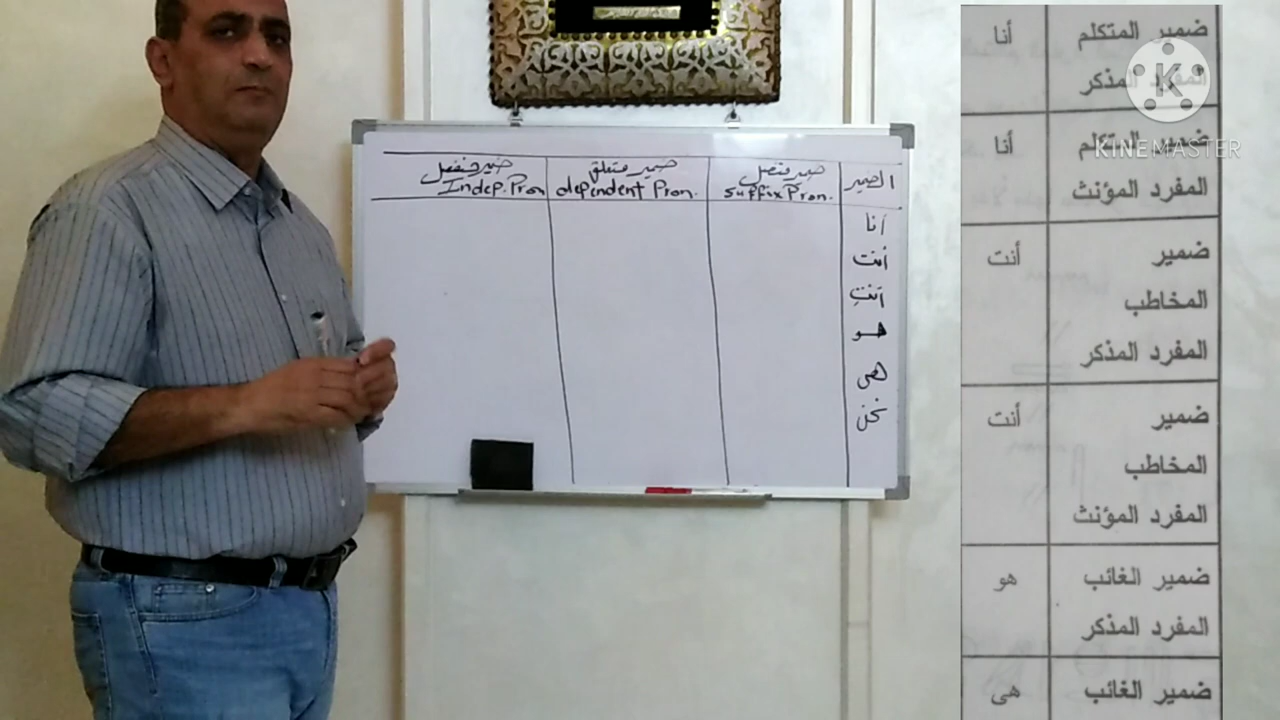 الضمير
ضمير متصل
suffix Pron.
ضمير متعلق
dependent Pron.
ضمير منفصل
Indep. Pron
أنا
أنتَ
أنتِ
هو
هى
نحن
ضمير المتكلم المفرد المذكر
أنا
ضمير المتكلم
أنا
المفرد المؤنث
ضمير
أنت
المخاطب
المفرد المذكر
ضمير
أنت
المخاطب
المفرد المؤنث
ضمير الغائب
هو
المفرد المذكر
ضمير الغائب
هى
KINEMASTER